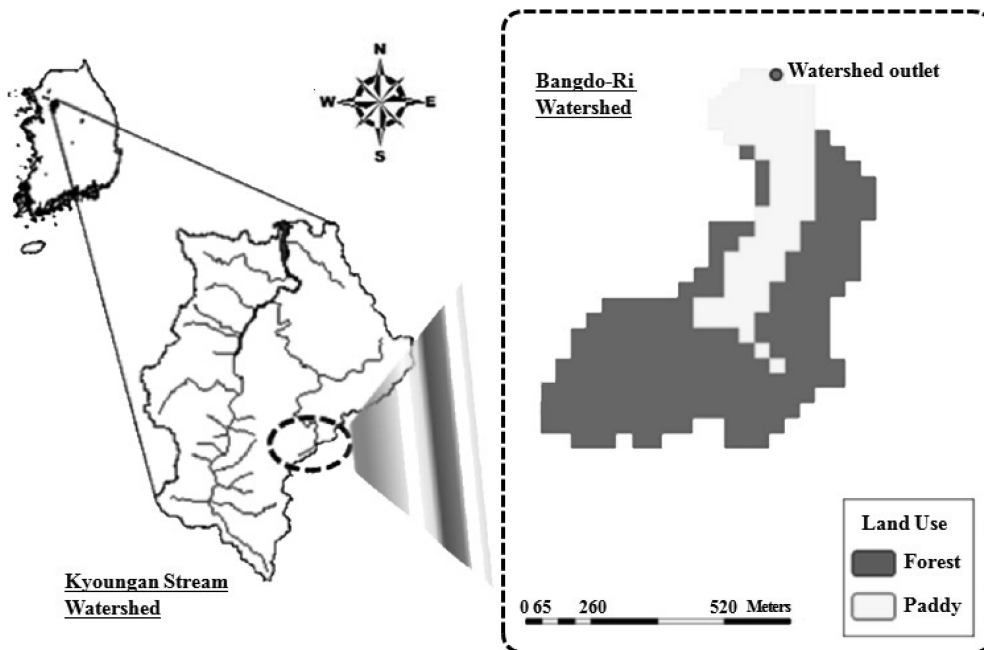 N
W
E
S
Kyoungan Stream
Watershed
Bangdo-Ri
Watershed
Watershed outlet
Land Use
Forest
Paddy
0 65 260 520 Meters